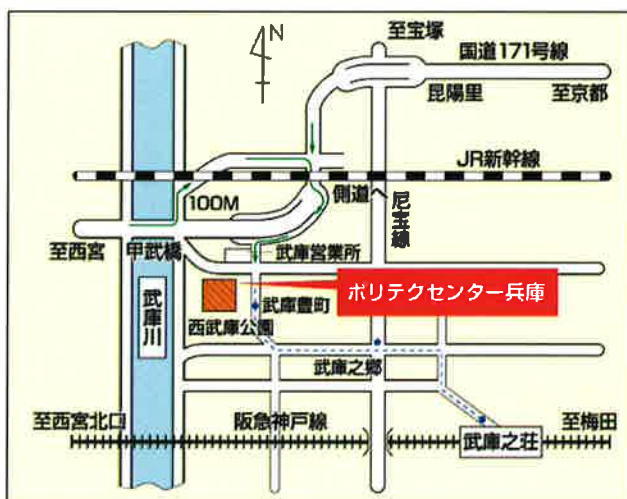 N
至宝塚
国道171号線
昆陽里
至京都
JR新幹線
100M
側道
尼宝線
至西宮
甲武橋
武庫営業所
ポリテクセンター兵庫
武庫川
武庫豊町
西武庫公園
武庫之郷
至西宮北口
阪急神戸線
至梅田
武庫之荘